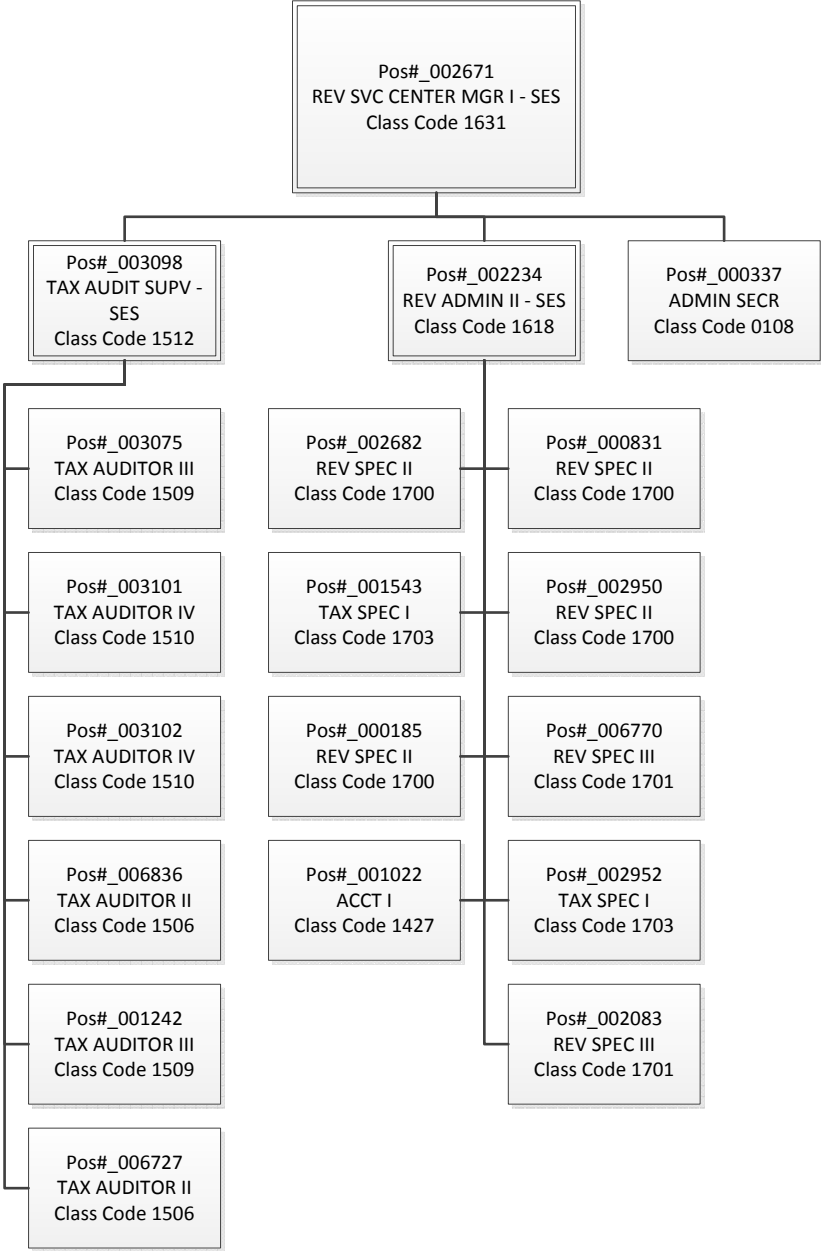 Pos#_002671
REV SVC CENTER MGR I - SES
Class Code 1631
Pos#_003098
TAX AUDIT SUPV -
SES
Class Code 1512
Pos#_002234
REV ADMIN II - SES
Class Code 1618
Pos#_000337
ADMIN SECR
Class Code 0108
Pos#_003075
TAX AUDITOR III
Class Code 1509
Pos#_002682
REV SPEC II
Class Code 1700
Pos#_000831
REV SPEC II
Class Code 1700
Pos#_003101
TAX AUDITOR IV
Class Code 1510
Pos#_001543
TAX SPEC I
Class Code 1703
Pos#_002950
REV SPEC II
Class Code 1700
Pos#_003102
TAX AUDITOR IV
Class Code 1510
Pos#_000185
REV SPEC II
Class Code 1700
Pos#_006770
REV SPEC III
Class Code 1701
Pos#_006836
TAX AUDITOR II
Class Code 1506
Pos#_001022
ACCT I
Class Code 1427
Pos#_002952
TAX SPEC I
Class Code 1703
Pos#_001242
TAX AUDITOR III
Class Code 1509
Pos#_002083
REV SPEC III
Class Code 1701
Pos#_006727
TAX AUDITOR II
Class Code 1506